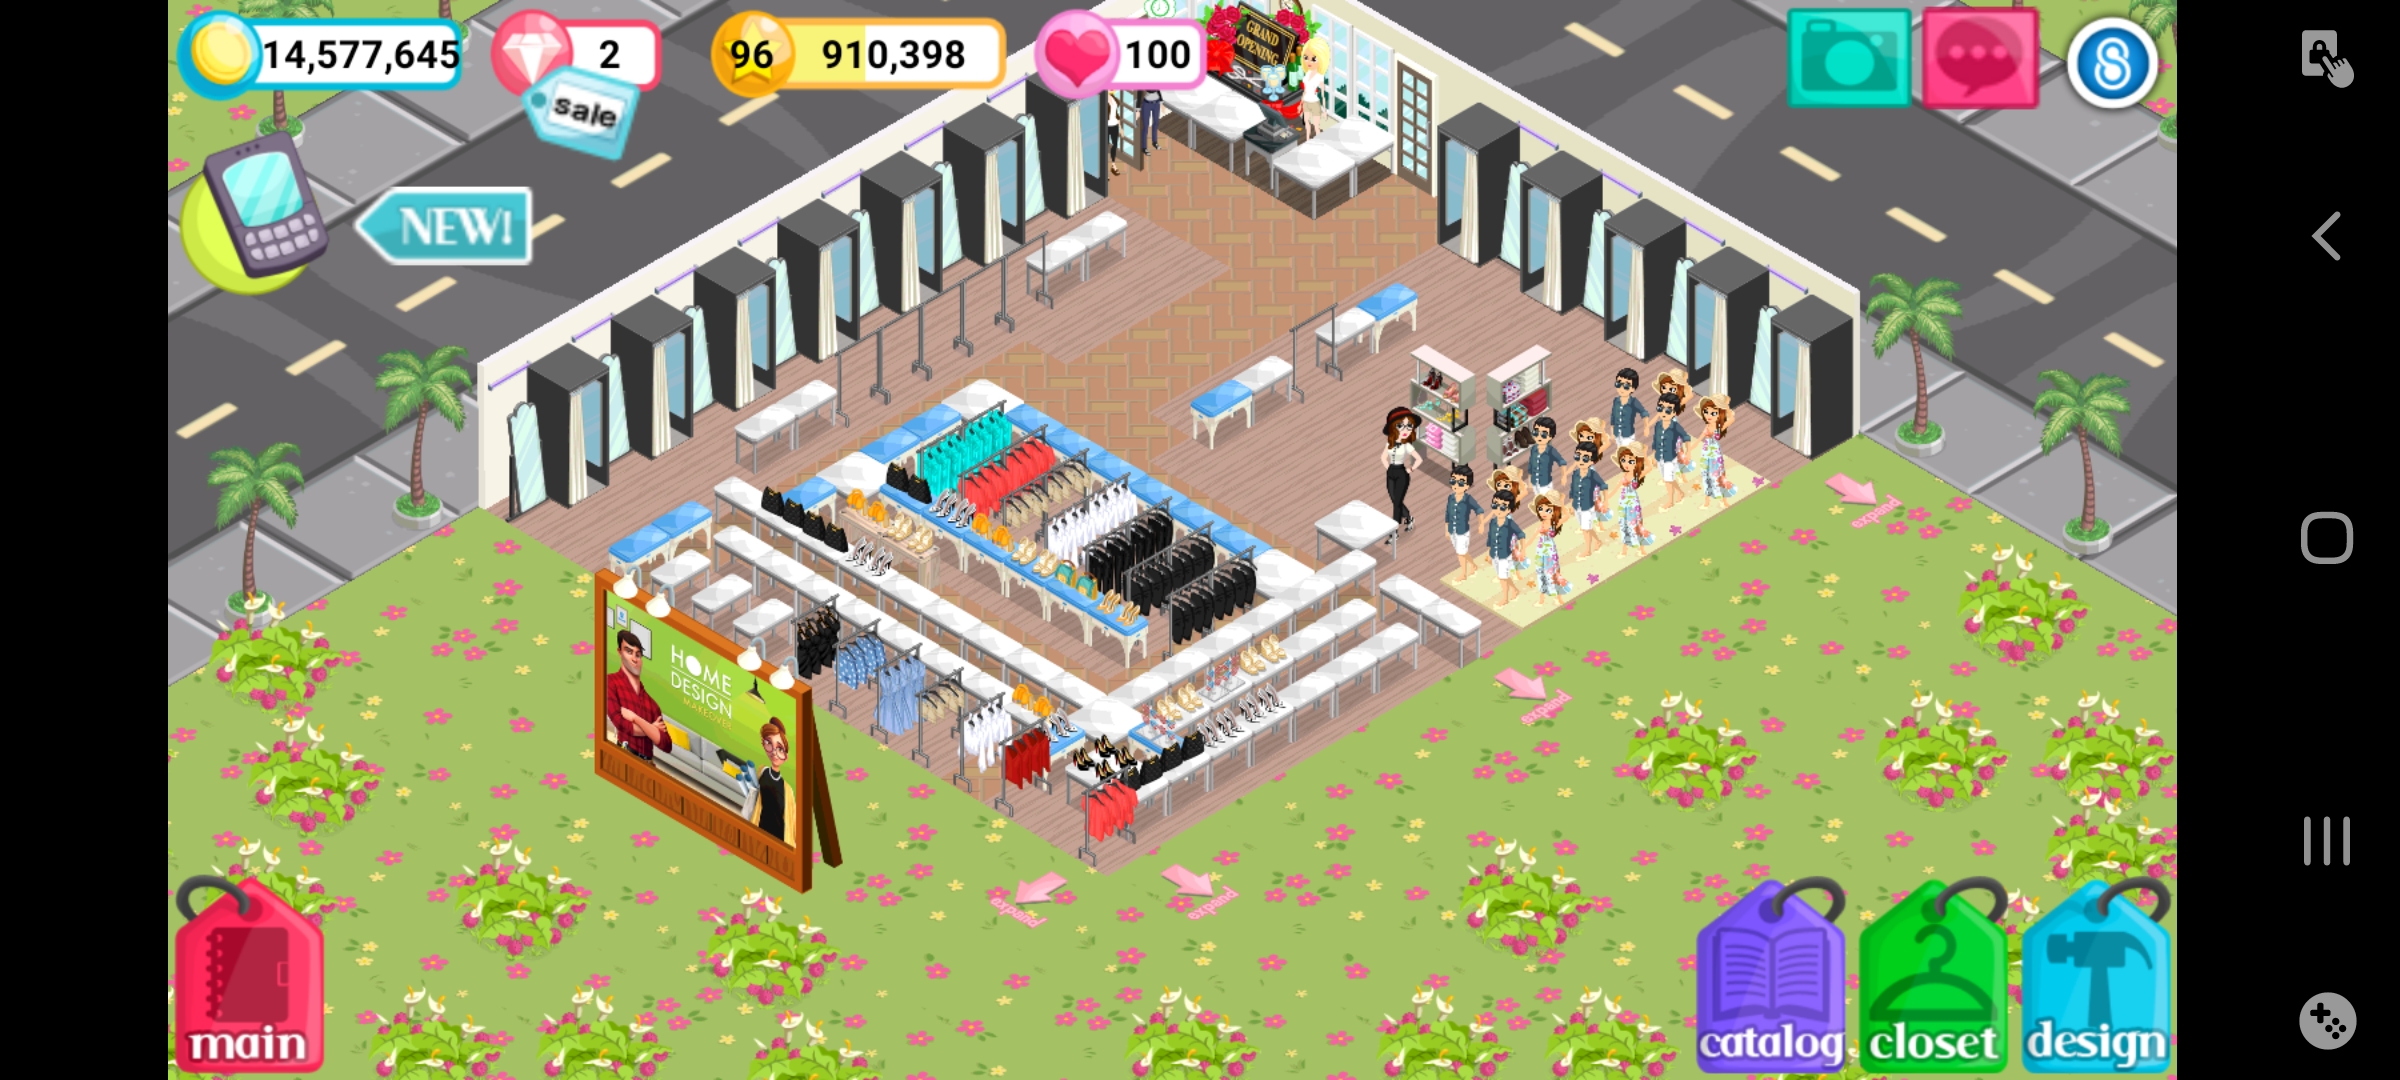 14,577,645
2
96
910,398
100
sale
NEW!
GRAND
OPENING
HOME
DESIGN
MAKEOVER
expand
expand
expand
expand
main
catalog
closet
design